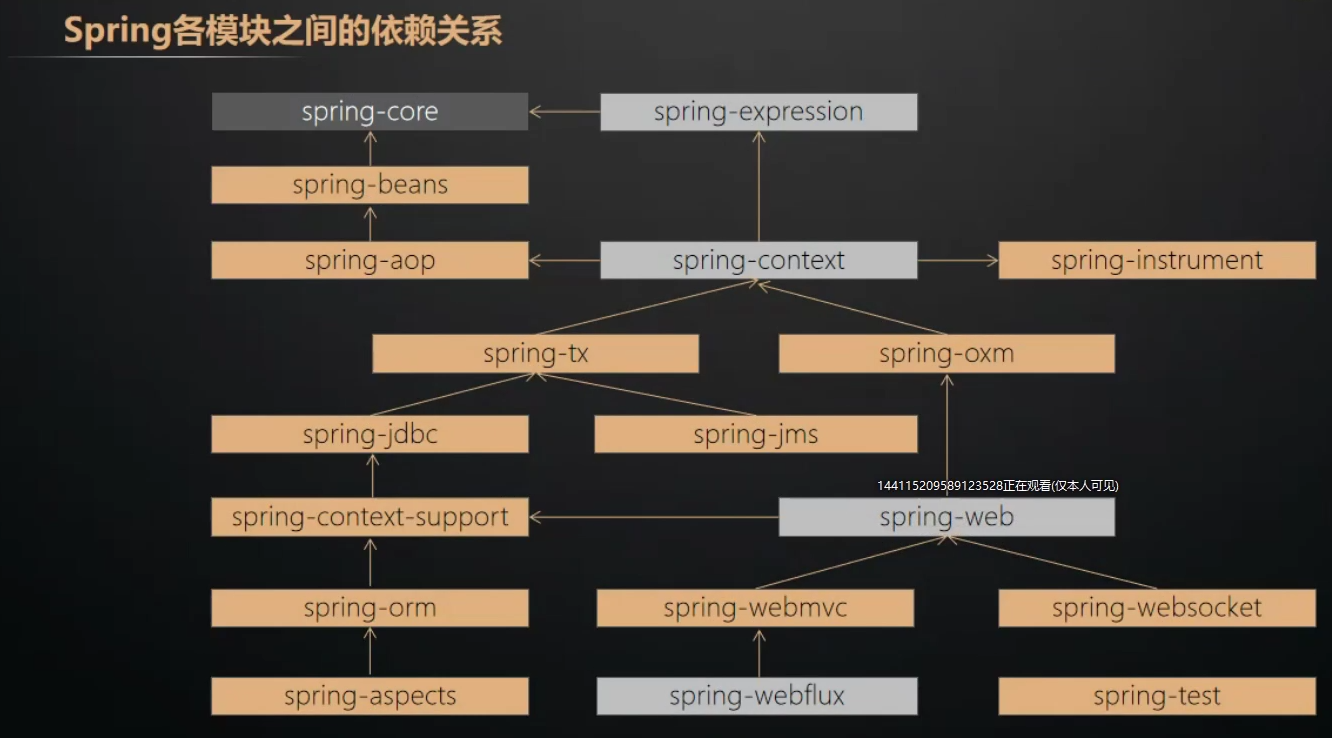 Spring各模块之间的依赖关系
spring-core
spring-expression
spring-beans
spring-aop
spring-context
spring-instrument
spring-tx
spring-oxm
spring-jdbc
spring-jms
144115209589123528正在观看(仅本人可见)
spring-context-support
spring-web
spring-orm
spring-webmvc
spring-websocket
spring-aspects
spring-webflux
spring-test